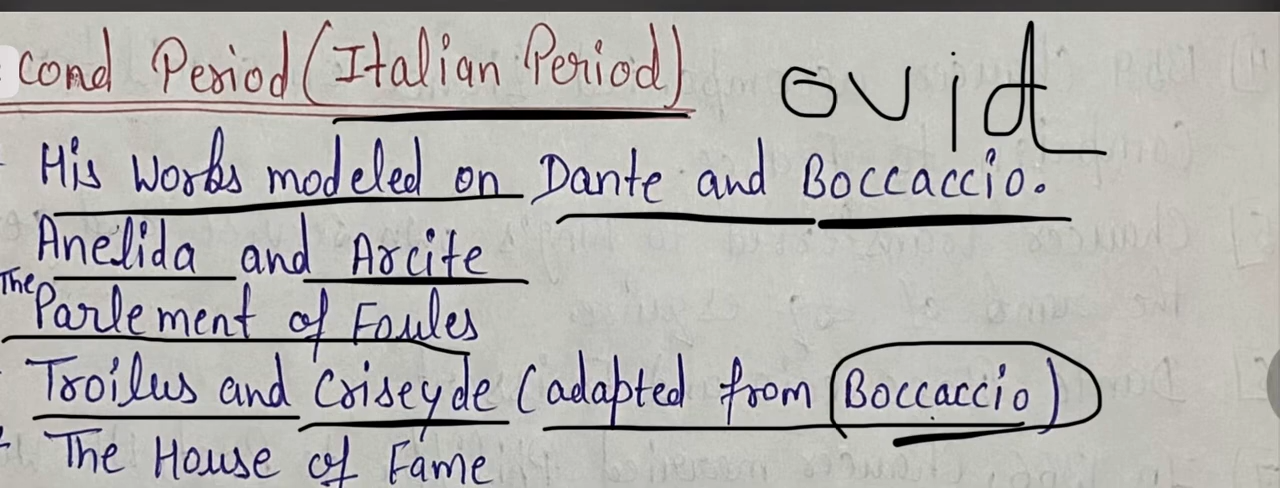 cond Period (Italian Period) ovid
His Works modeled on Dante and Boccaccio.
Anelida and Arcite
The Parlement of Foules
Troilus and Criseyde (adapted from Boccaccio)
The House of Fame